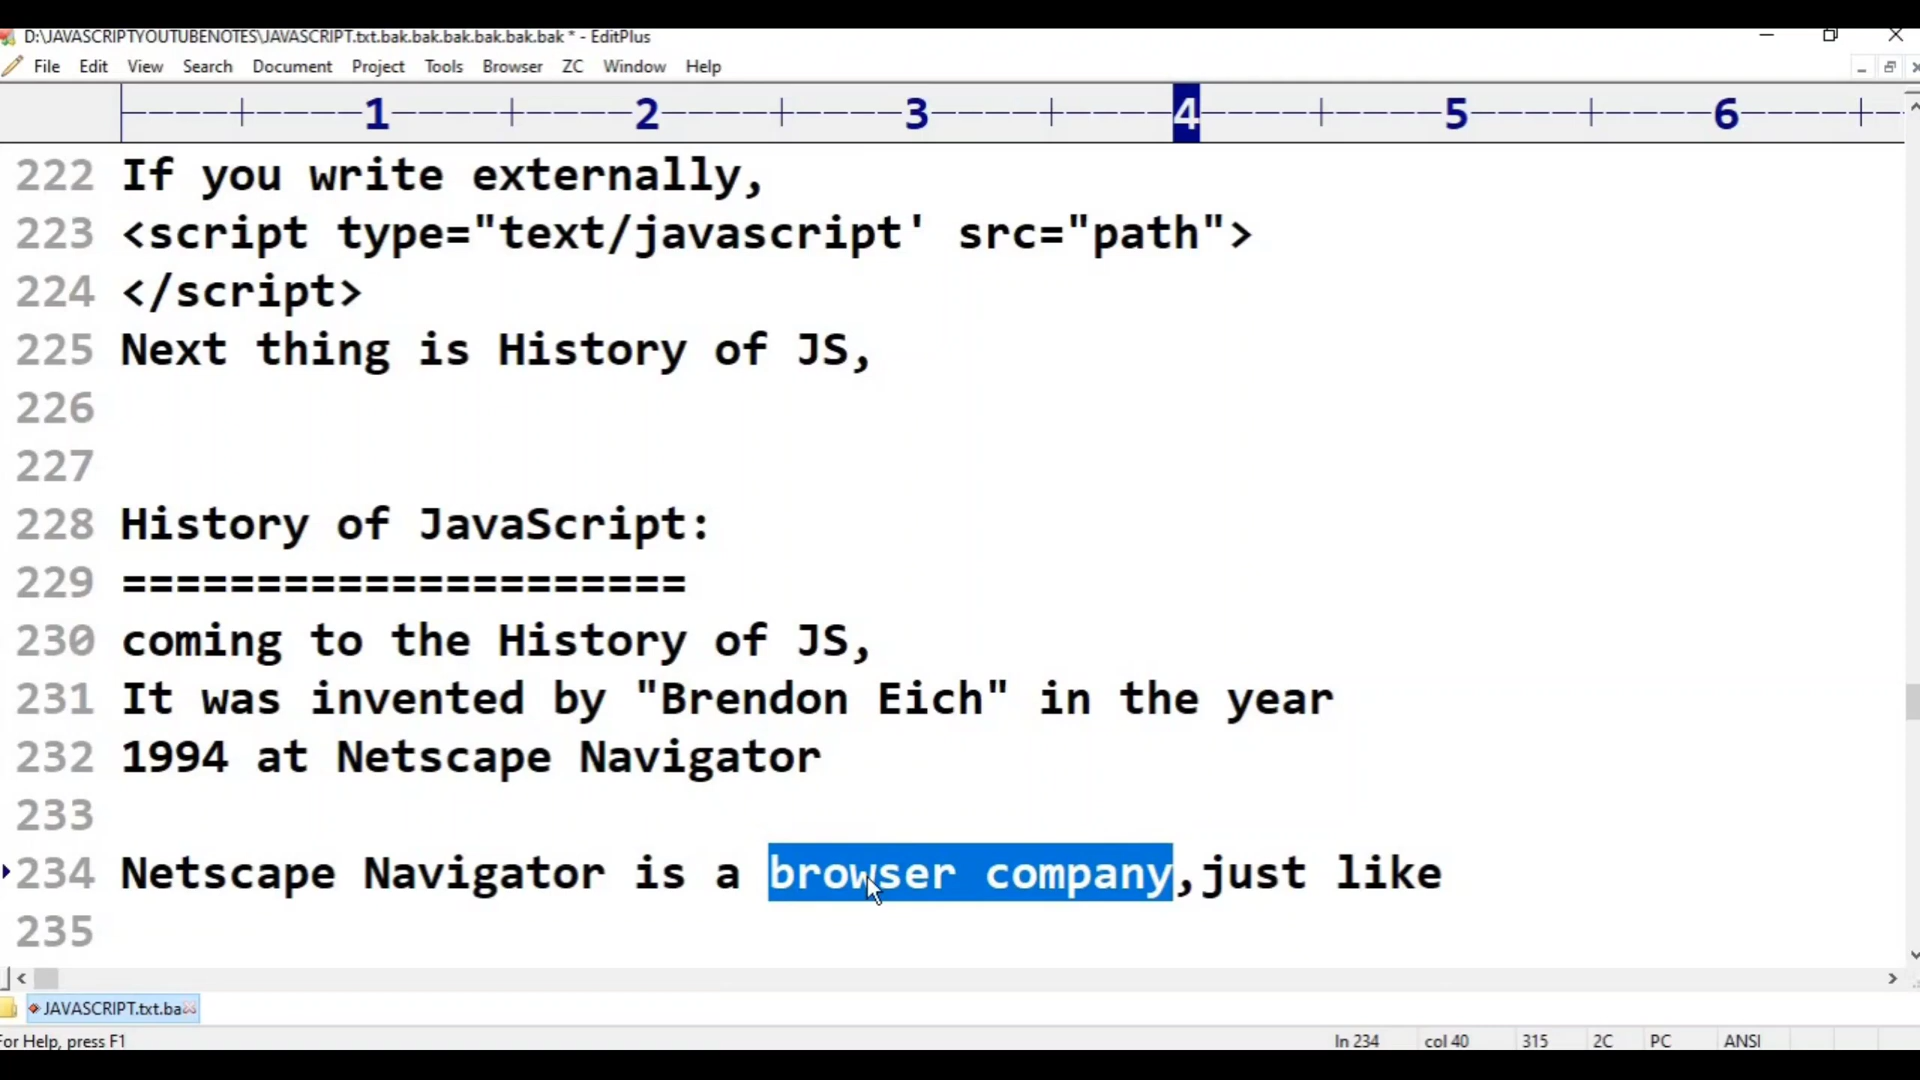 D:\JAVASCRIPTYOUTUBENOTES\JAVASCRIPT.txt.bak.bak.bak.bak.bak.bak * - EditPlus
File Edit View Search Document Project Tools Browser ZC Window Help
----+----1----+----2----+----3----+----4----+----5----+----6----+
222 If you write externally,
223 <script type="text/javascript' src="path">
224 </script>
225 Next thing is History of JS,
226
227
228 History of JavaScript:
229 =====================
230 coming to the History of JS,
231 It was invented by "Brendon Eich" in the year
232 1994 at Netscape Navigator
233
234 Netscape Navigator is a browser company,just like
235
JAVASCRIPT.txt.ba
For Help, press F1 ln 234 col 40 315 2C PC ANSI